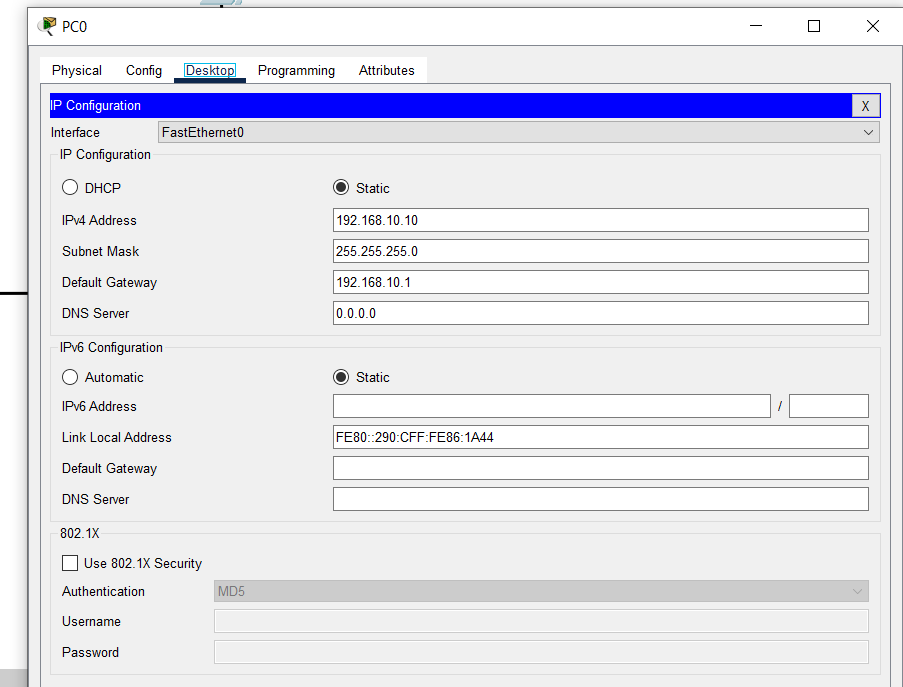 PC0
Physical Config Desktop Programming Attributes
IP Configuration X
Interface FastEthernet0
IP Configuration
DHCP Static
IPv4 Address 192.168.10.10
Subnet Mask 255.255.255.0
Default Gateway 192.168.10.1
DNS Server 0.0.0.0
IPv6 Configuration
Automatic Static
IPv6 Address /
Link Local Address FE80::290:CFF:FE86:1A44
Default Gateway
DNS Server
802.1X
Use 802.1X Security
Authentication MD5
Username
Password